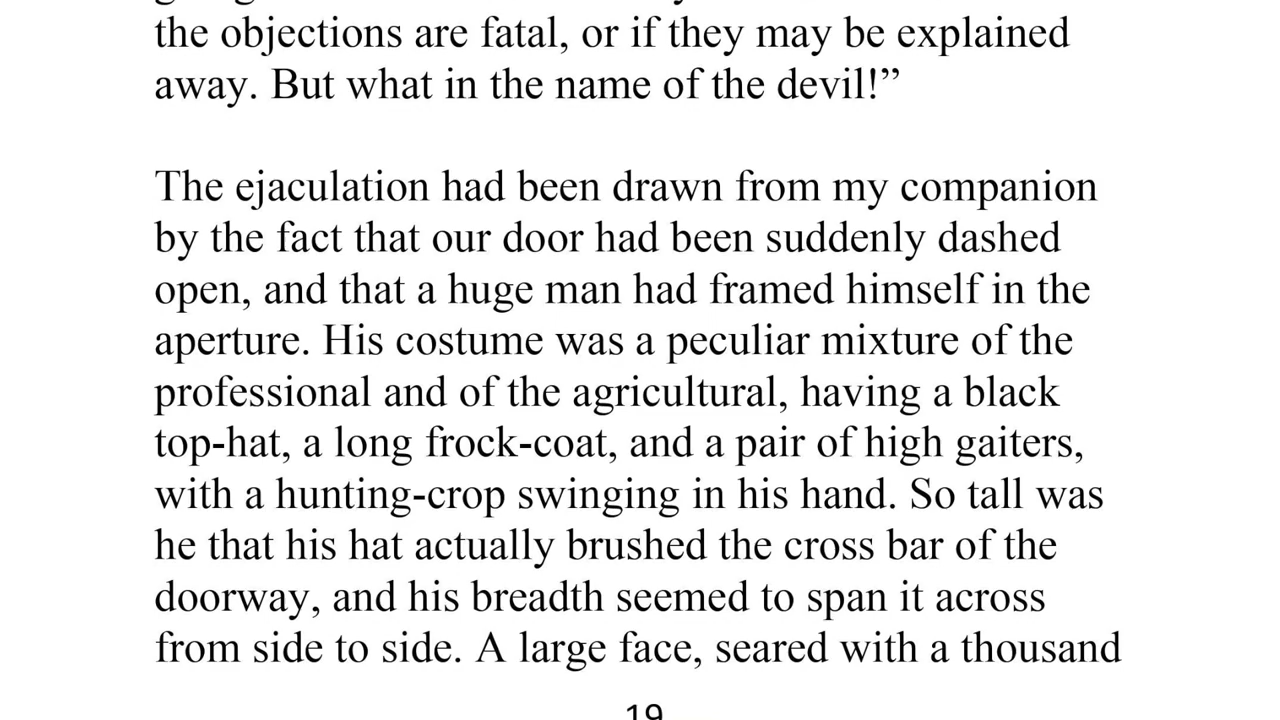 the objections are fatal, or if they may be explained
away. But what in the name of the devil!”
The ejaculation had been drawn from my companion
by the fact that our door had been suddenly dashed
open, and that a huge man had framed himself in the
aperture. His costume was a peculiar mixture of the
professional and of the agricultural, having a black
top-hat, a long frock-coat, and a pair of high gaiters,
with a hunting-crop swinging in his hand. So tall was
he that his hat actually brushed the cross bar of the
doorway, and his breadth seemed to span it across
from side to side. A large face, seared with a thousand
19